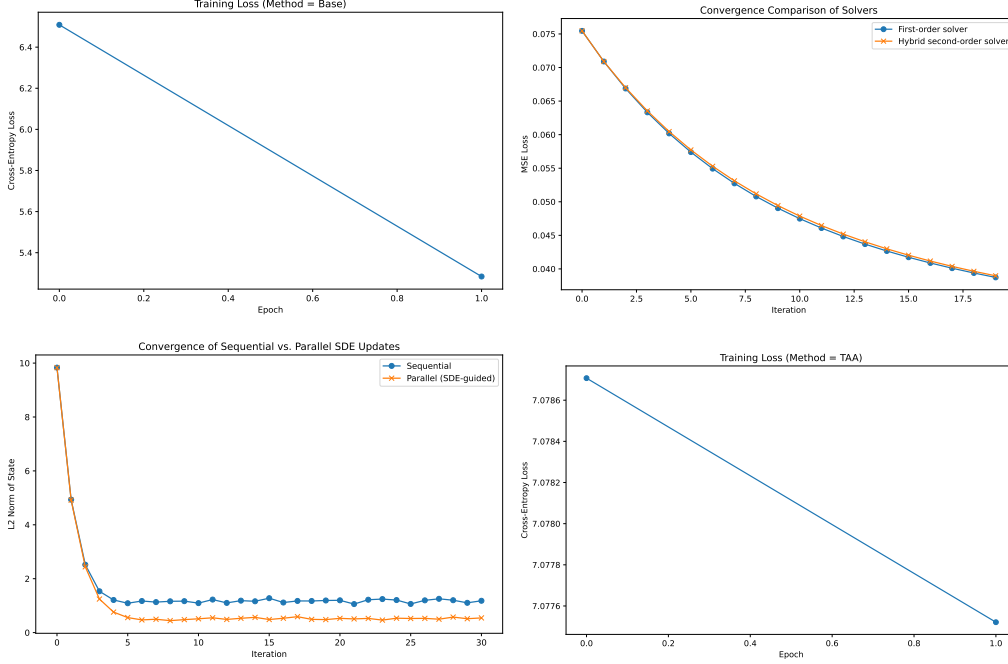 Training Loss (Method = Base)
Cross-Entropy Loss
6.4
6.2
6.0
5.8
5.6
5.4
0.0 0.2 0.4 0.6 0.8 1.0
Epoch
Convergence Comparison of Solvers
First-order solver
Hybrid second-order solver
MSE Loss
0.075
0.070
0.065
0.060
0.055
0.050
0.045
0.040
0.0 2.5 5.0 7.5 10.0 12.5 15.0 17.5
Iteration
Convergence of Sequential vs. Parallel SDE Updates
Sequential
Parallel (SDE-guided)
L2 Norm of State
10
8
6
4
2
0
0 5 10 15 20 25 30
Iteration
Training Loss (Method = TAA)
Cross-Entropy Loss
7.0786
7.0784
7.0782
7.0780
7.0778
7.0776
0.0 0.2 0.4 0.6 0.8 1.0
Epoch